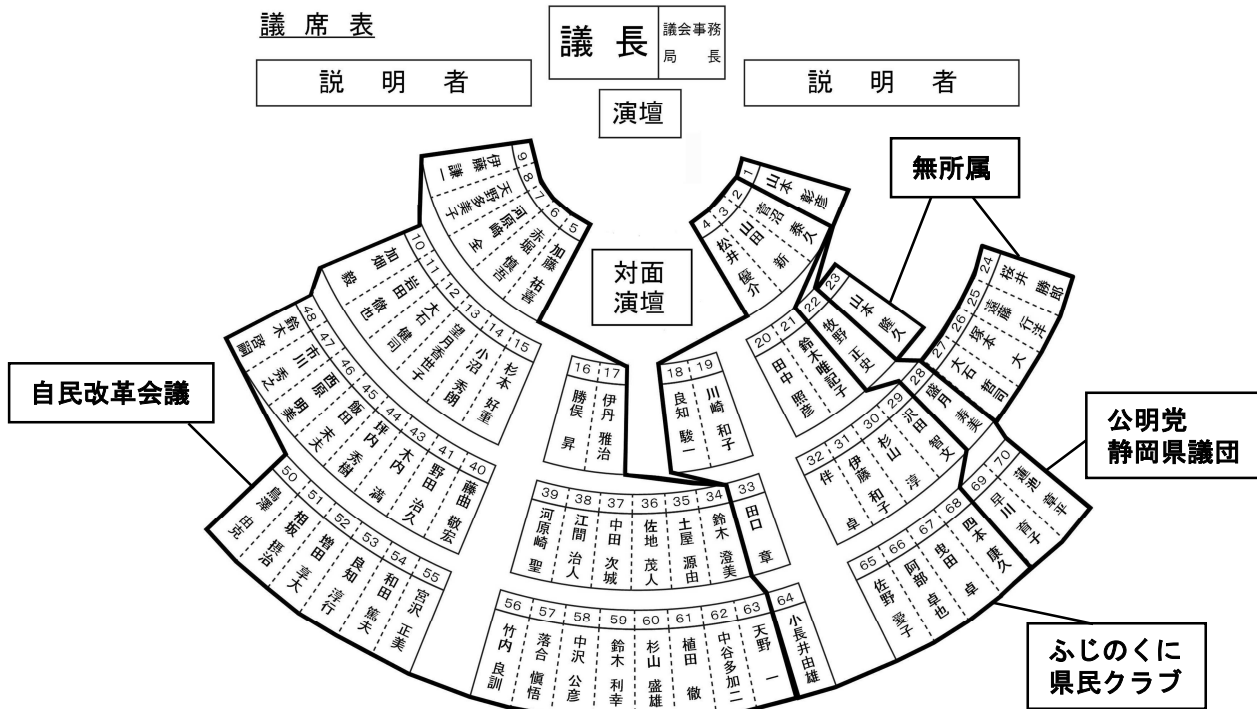 議席表
議長
議会事務
局長
説明者
説明者
演壇
対面
演壇
無所属
自民改革会議
公明党
静岡県議団
ふじのくに
県民クラブ
1 山本 彰彦
2 菅沼 泰久
3 山田 新
4 松井 優介
5 加藤 祐喜
6 赤堀 慎吾
7 河原崎 全
8 天野多美子
9 伊藤 謙一
10 加畑 毅
11 岩田 徹也
12 大石 健司
13 望月香世子
14 小沼 秀朗
15 杉本 好重
16 勝俣 昇
17 伊丹 雅治
18 良知 駿一
19 川崎 和子
20 田中 照彦
21 鈴木唯記子
22 牧野 正史
23 山本 隆久
24 桜井 勝郎
25 遠藤 行洋
26 塚本 大
27 大石 哲司
28 盛月 寿美
29 沢田 智文
30 杉山 淳
31 伊藤 和子
32 伴 卓
33 田口 章
34 鈴木 澄美
35 土屋 源由
36 佐地 茂人
37 中田 次城
38 江間 治人
39 河原崎 聖
40 藤曲 敬宏
41 野田 治久
43 木内 満
44 坪内 秀樹
45 飯田 末夫
46 西原 明美
47 市川 秀之
48 鈴木 啓嗣
50 鳥澤 由克
51 相坂 摂治
52 増田 享大
53 良知 淳行
54 和田 篤夫
55 宮沢 正美
56 竹内 良訓
57 落合 愼悟
58 中沢 公彦
59 鈴木 利幸
60 杉山 盛雄
61 植田 徹
62 中谷多加二
63 天野 一
64 小長井由雄
65 佐野 愛子
66 阿部 卓也
67 曳田 卓
68 四本 康久
69 早川 育子
70 蓮池 章平